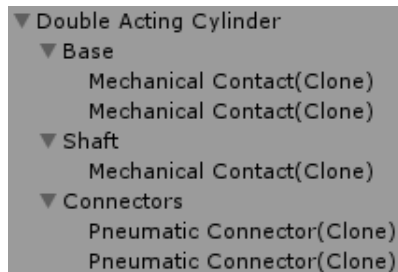 Double Acting Cylinder
Base
Mechanical Contact(Clone)
Mechanical Contact(Clone)
Shaft
Mechanical Contact(Clone)
Connectors
Pneumatic Connector(Clone)
Pneumatic Connector(Clone)